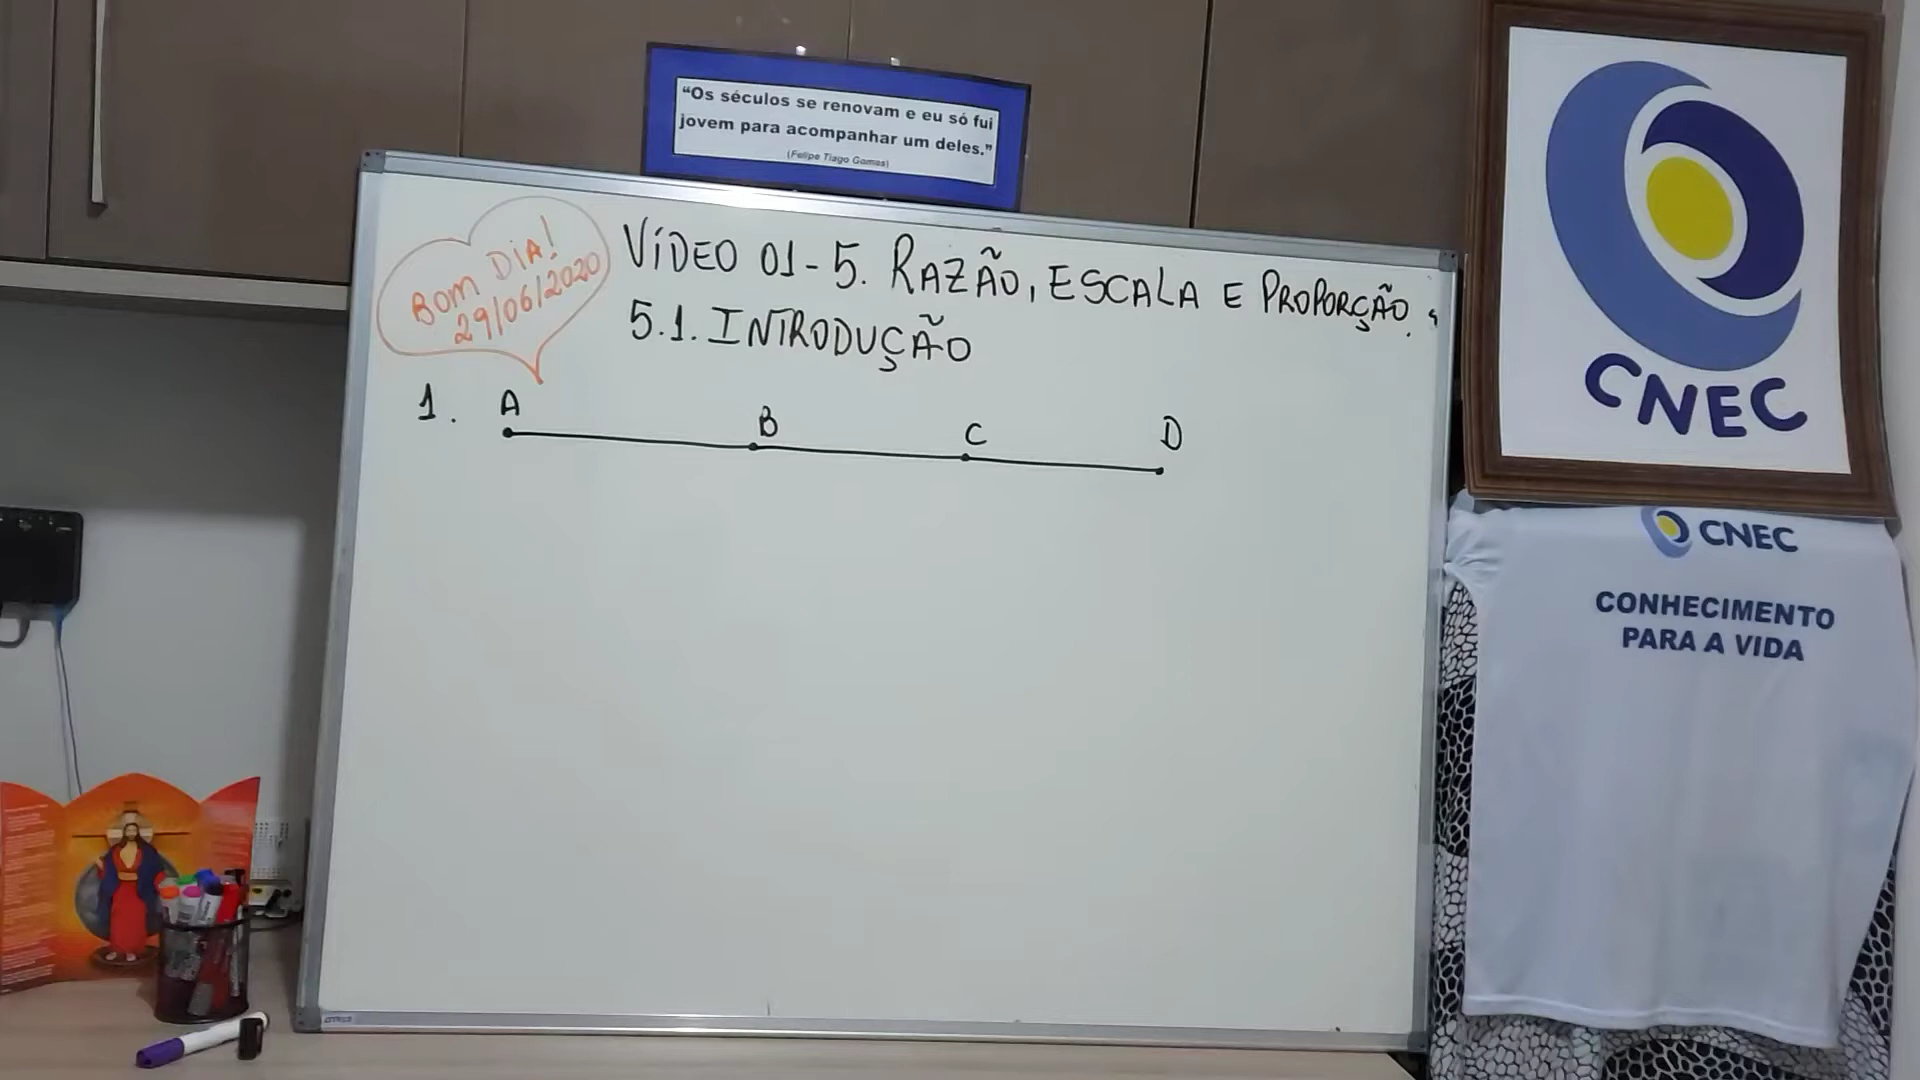 “Os séculos se renovam e eu só fui
jovem para acompanhar um deles.”
(Felipe Tiago Gomes)
BOM DIA!
29/06/2020
VÍDEO 01-5. RAZÃO, ESCALA E PROPORÇÃO.
5.1. INTRODUÇÃO
1. A B C D
CNEC
CNEC
CONHECIMENTO
PARA A VIDA